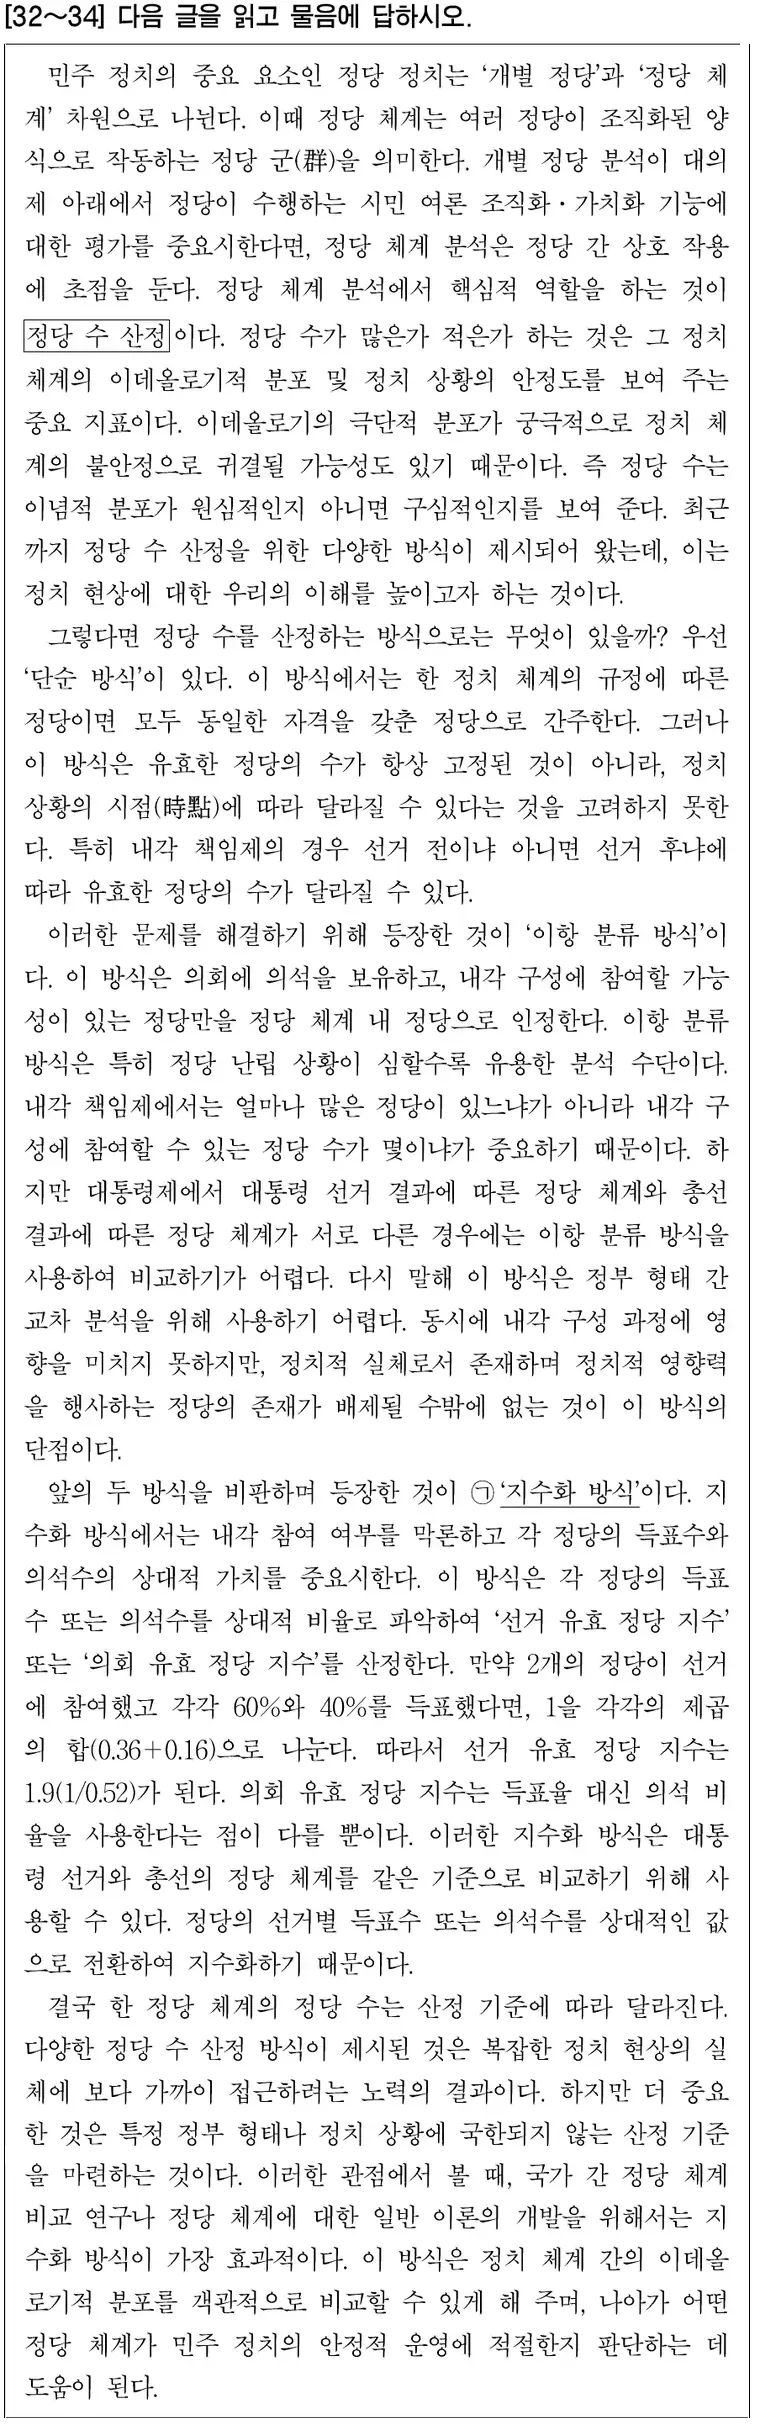 [32～34] 다음 글을 읽고 물음에 답하시오.
민주 정치의 중요 요소인 정당 정치는 ‘개별 정당’과 ‘정당 체
계’ 차원으로 나뉜다. 이때 정당 체계는 여러 정당이 조직화된 양
식으로 작동하는 정당 군(群)을 의미한다. 개별 정당 분석이 대의
제 아래에서 정당이 수행하는 시민 여론 조직화·가치화 기능에
대한 평가를 중요시한다면, 정당 체계 분석은 정당 간 상호 작용
에 초점을 둔다. 정당 체계 분석에서 핵심적 역할을 하는 것이
정당 수 산정이다. 정당 수가 많은가 적은가 하는 것은 그 정치
체계의 이데올로기적 분포 및 정치 상황의 안정도를 보여 주는
중요 지표이다. 이데올로기의 극단적 분포가 궁극적으로 정치 체
계의 불안정으로 귀결될 가능성도 있기 때문이다. 즉 정당 수는
이념적 분포가 원심적인지 아니면 구심적인지를 보여 준다. 최근
까지 정당 수 산정을 위한 다양한 방식이 제시되어 왔는데, 이는
정치 현상에 대한 우리의 이해를 높이고자 하는 것이다.
그렇다면 정당 수를 산정하는 방식으로는 무엇이 있을까? 우선
‘단순 방식’이 있다. 이 방식에서는 한 정치 체계의 규정에 따른
정당이면 모두 동일한 자격을 갖춘 정당으로 간주한다. 그러나
이 방식은 유효한 정당의 수가 항상 고정된 것이 아니라, 정치
상황의 시점(時點)에 따라 달라질 수 있다는 것을 고려하지 못한
다. 특히 내각 책임제의 경우 선거 전이냐 아니면 선거 후냐에
따라 유효한 정당의 수가 달라질 수 있다.
이러한 문제를 해결하기 위해 등장한 것이 ‘이항 분류 방식’이
다. 이 방식은 의회에 의석을 보유하고, 내각 구성에 참여할 가능
성이 있는 정당만을 정당 체계 내 정당으로 인정한다. 이항 분류
방식은 특히 정당 난립 상황이 심할수록 유용한 분석 수단이다.
내각 책임제에서는 얼마나 많은 정당이 있느냐가 아니라 내각 구
성에 참여할 수 있는 정당 수가 몇이냐가 중요하기 때문이다. 하
지만 대통령제에서 대통령 선거 결과에 따른 정당 체계와 총선
결과에 따른 정당 체계가 서로 다른 경우에는 이항 분류 방식을
사용하여 비교하기가 어렵다. 다시 말해 이 방식은 정부 형태 간
교차 분석을 위해 사용하기 어렵다. 동시에 내각 구성 과정에 영
향을 미치지 못하지만, 정치적 실체로서 존재하며 정치적 영향력
을 행사하는 정당의 존재가 배제될 수밖에 없는 것이 이 방식의
단점이다.
앞의 두 방식을 비판하며 등장한 것이 ㉠‘지수화 방식’이다. 지
수화 방식에서는 내각 참여 여부를 막론하고 각 정당의 득표수와
의석수의 상대적 가치를 중요시한다. 이 방식은 각 정당의 득표
수 또는 의석수를 상대적 비율로 파악하여 ‘선거 유효 정당 지수’
또는 ‘의회 유효 정당 지수’를 산정한다. 만약 2개의 정당이 선거
에 참여했고 각각 60%와 40%를 득표했다면, 1을 각각의 제곱
의 합(0.36+0.16)으로 나눈다. 따라서 선거 유효 정당 지수는
1.9(1/0.52)가 된다. 의회 유효 정당 지수는 득표율 대신 의석 비
율을 사용한다는 점이 다를 뿐이다. 이러한 지수화 방식은 대통
령 선거와 총선의 정당 체계를 같은 기준으로 비교하기 위해 사
용할 수 있다. 정당의 선거별 득표수 또는 의석수를 상대적인 값
으로 전환하여 지수화하기 때문이다.
결국 한 정당 체계의 정당 수는 산정 기준에 따라 달라진다.
다양한 정당 수 산정 방식이 제시된 것은 복잡한 정치 현상의 실
체에 보다 가까이 접근하려는 노력의 결과이다. 하지만 더 중요
한 것은 특정 정부 형태나 정치 상황에 국한되지 않는 산정 기준
을 마련하는 것이다. 이러한 관점에서 볼 때, 국가 간 정당 체계
비교 연구나 정당 체계에 대한 일반 이론의 개발을 위해서는 지
수화 방식이 가장 효과적이다. 이 방식은 정치 체계 간의 이데올
로기적 분포를 객관적으로 비교할 수 있게 해 주며, 나아가 어떤
정당 체계가 민주 정치의 안정적 운영에 적절한지 판단하는 데
도움이 된다.